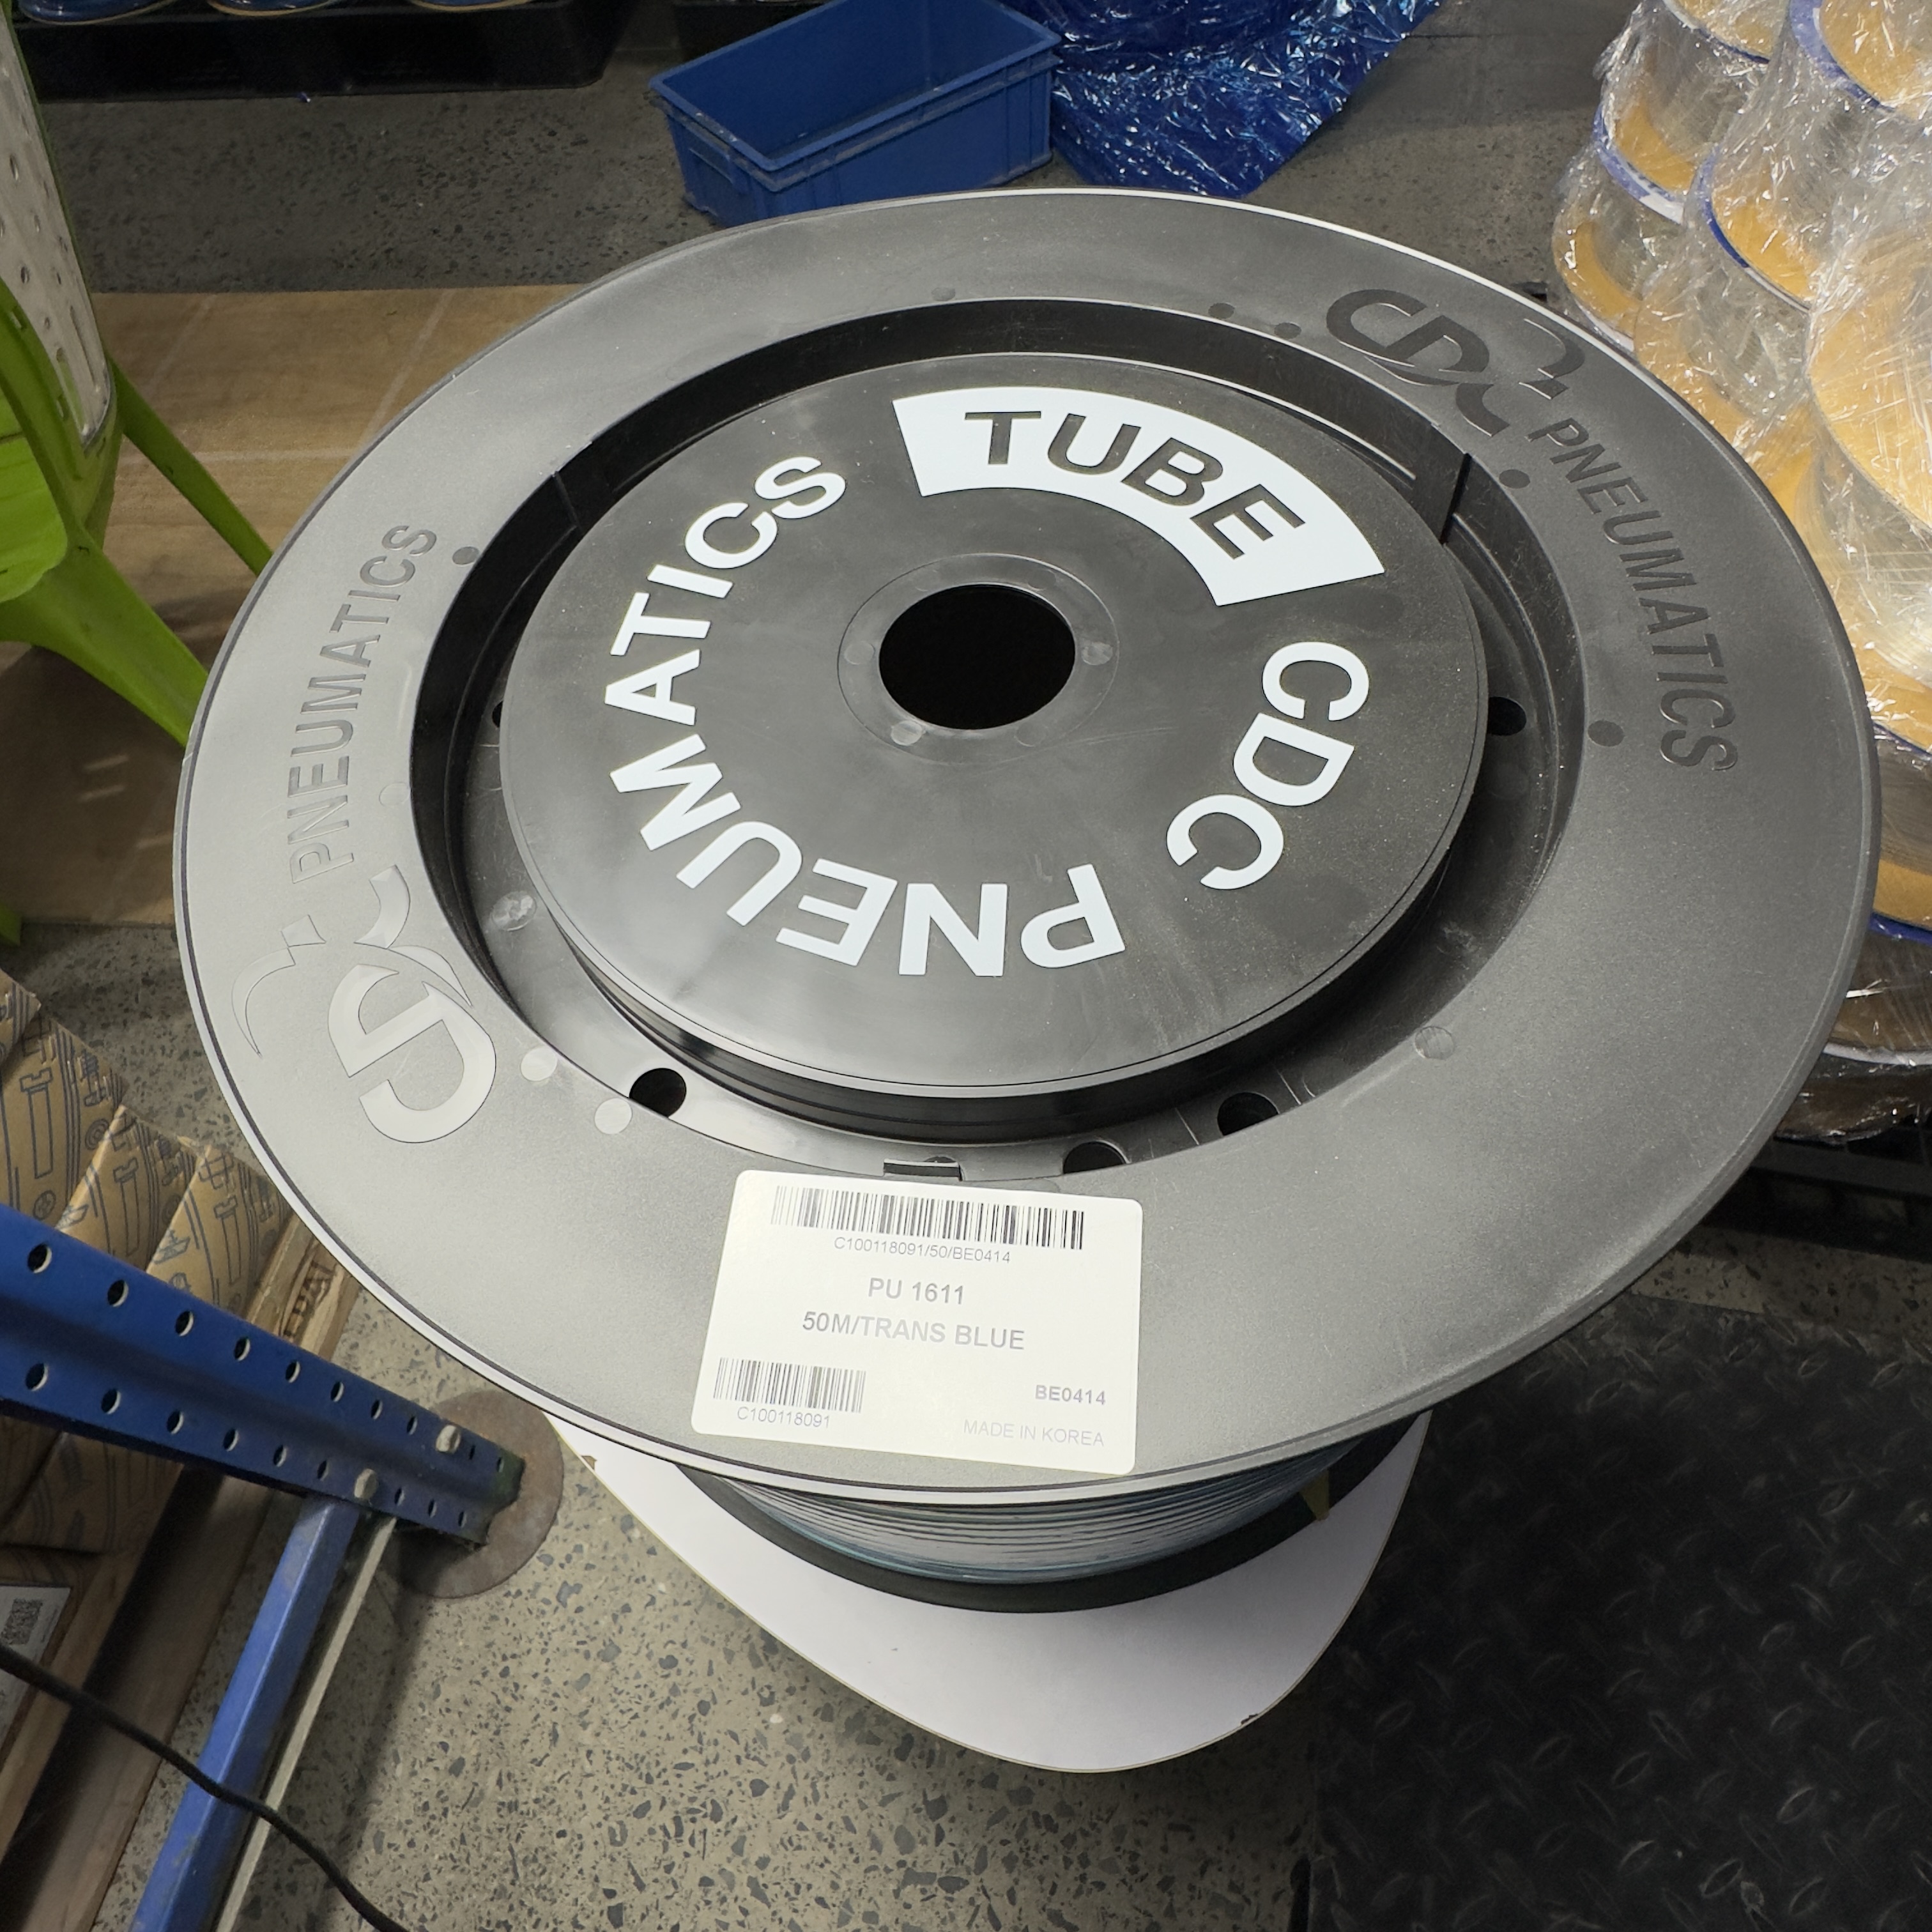 CDC PNEUMATICS
TUBE
CDC PNEUMATICS
CDC PNEUMATICS
C100118091/50/BE0414
PU 1611
50M/TRANS BLUE
BE0414
C100118091
MADE IN KOREA